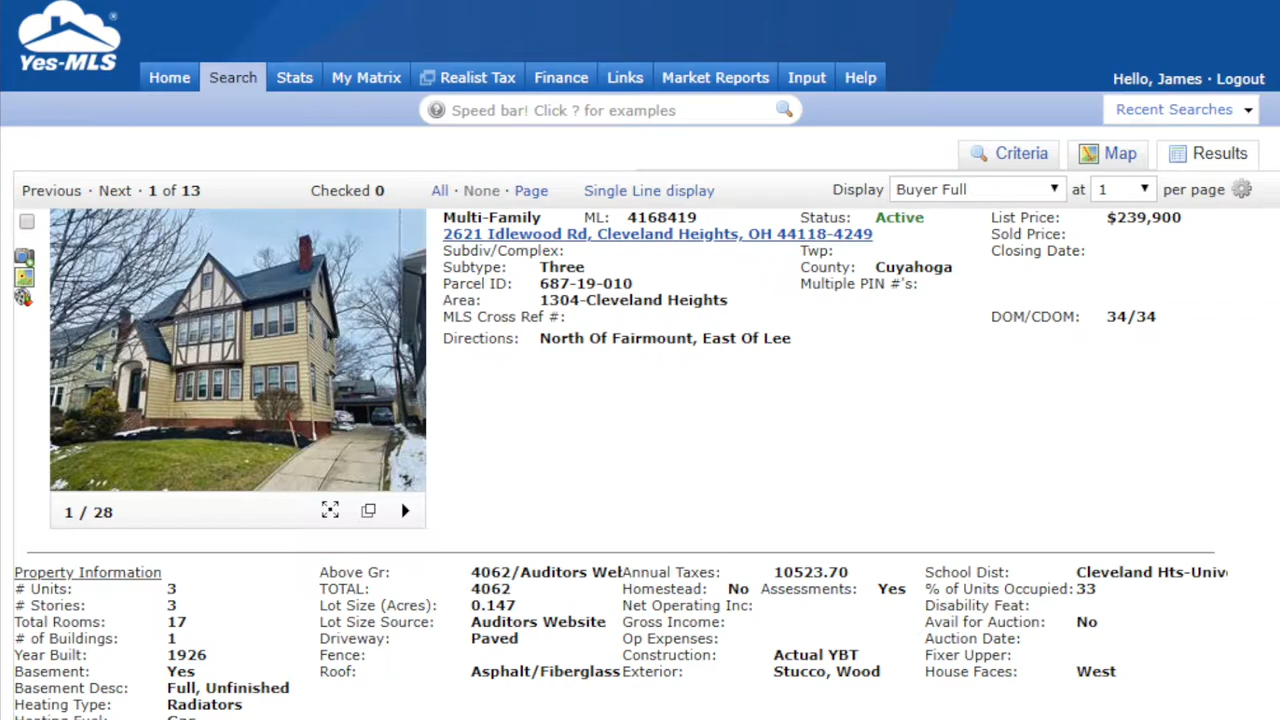 Yes-MLS
Home Search Stats My Matrix Realist Tax Finance Links Market Reports Input Help
Hello, James · Logout
? Speed bar! Click ? for examples
Recent Searches
Criteria Map Results
Previous · Next · 1 of 13 Checked 0 All · None · Page Single Line display Display Buyer Full at 1 per page
Multi-Family ML: 4168419 Status: Active List Price: $239,900
2621 Idlewood Rd, Cleveland Heights, OH 44118-4249 Sold Price:
Subdiv/Complex: Twp: Closing Date:
Subtype: Three County: Cuyahoga
Parcel ID: 687-19-010 Multiple PIN #'s:
Area: 1304-Cleveland Heights
MLS Cross Ref #: DOM/CDOM: 34/34
Directions: North Of Fairmount, East Of Lee
1 / 28
Property Information Above Gr: 4062/Auditors Wel Annual Taxes: 10523.70 School Dist: Cleveland Hts-Univ
# Units: 3 TOTAL: 4062 Homestead: No Assessments: Yes % of Units Occupied: 33
# Stories: 3 Lot Size (Acres): 0.147 Net Operating Inc: Disability Feat:
Total Rooms: 17 Lot Size Source: Auditors Website Gross Income: Avail for Auction: No
# of Buildings: 1 Driveway: Paved Op Expenses: Auction Date:
Year Built: 1926 Fence: Construction: Actual YBT Fixer Upper:
Basement: Yes Roof: Asphalt/Fiberglass Exterior: Stucco, Wood House Faces: West
Basement Desc: Full, Unfinished
Heating Type: Radiators